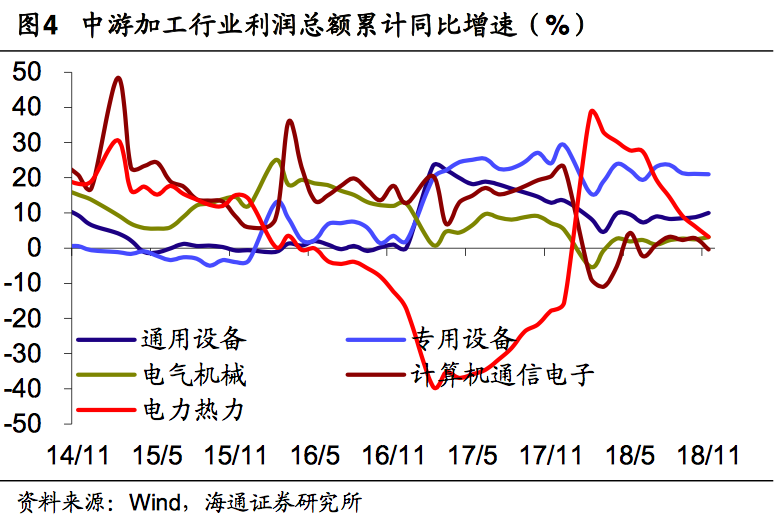 图4 中游加工行业利润总额累计同比增速（%）
50
40
30
20
10
0
-10
-20
-30
-40
-50
通用设备 专用设备
电气机械 计算机通信电子
电力热力
14/11 15/5 15/11 16/5 16/11 17/5 17/11 18/5 18/11
资料来源：Wind，海通证券研究所